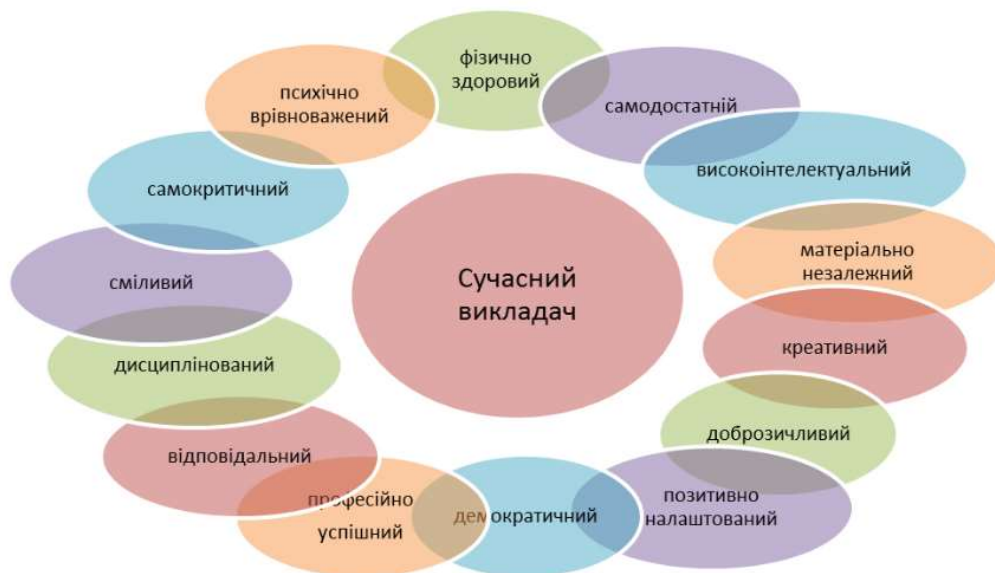 фізично
здоровий
самодостатній
високоінтелектуальний
матеріально
незалежний
креативний
доброзичливий
позитивно
налаштований
демократичний
професійно
успішний
відповідальний
дисциплінований
сміливий
самокритичний
психічно
врівноважений
Сучасний
викладач